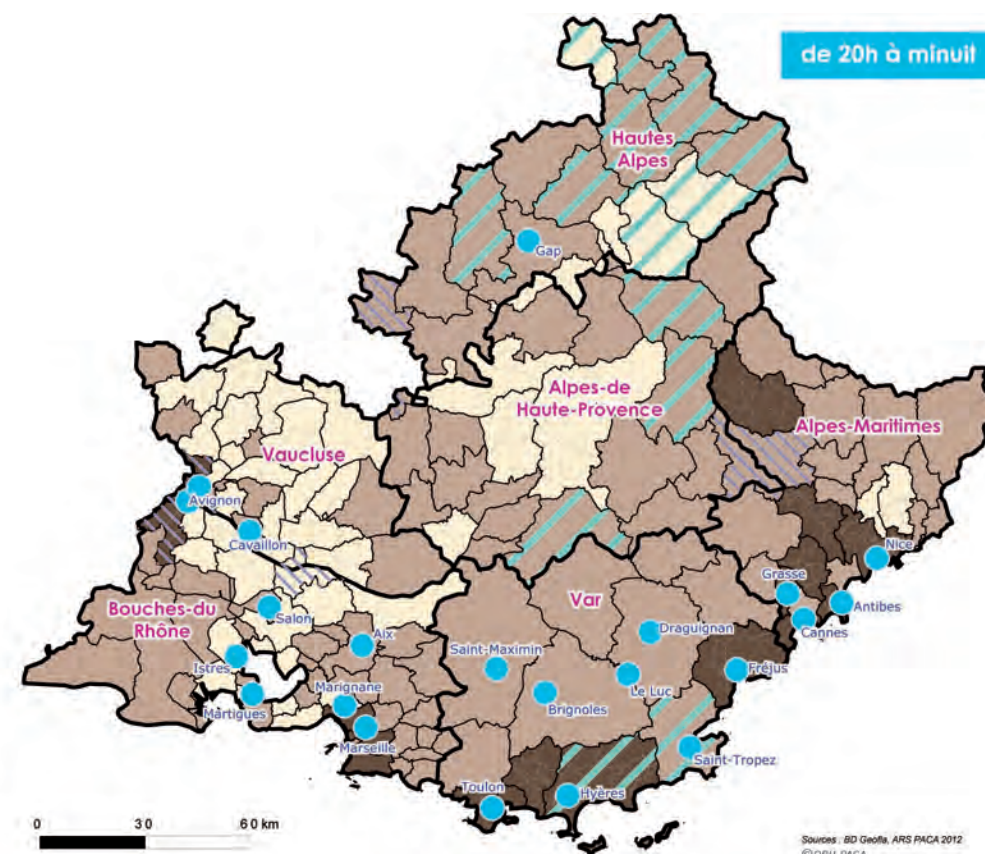 de 20h à minuit
Hautes
Alpes
Gap
Alpes-de
Haute-Provence
Alpes-Maritimes
Vaucluse
Avignon
Cavaillon
Nice
Grasse
Antibes
Cannes
Bouches-du
Rhône
Salon
Var
Draguignan
Aix
Saint-Maximin
Istres
Fréjus
Le Luc
Marignane
Brignoles
Martigues
Marseille
Saint-Tropez
Toulon
Hyères
0 30 60 km
Sources : BD Geofla, ARS PACA 2012